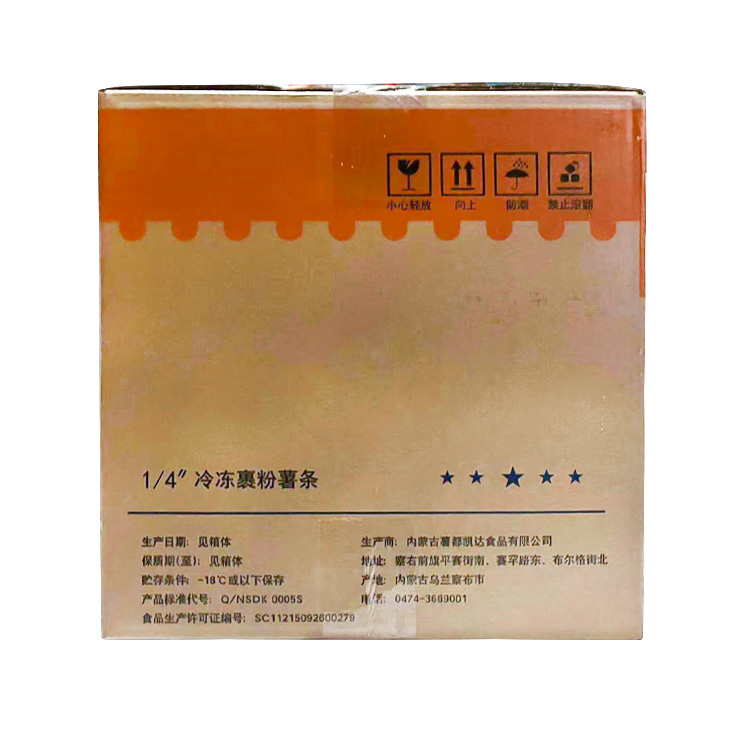 小心轻放 向上 防潮 禁止滚翻
1/4″ 冷冻裹粉薯条
生产日期: 见箱体
保质期(至): 见箱体
贮存条件: -18℃或以下保存
产品标准代号: Q/NSDK 0005S
食品生产许可证编号: SC11215092600279
生产商: 内蒙古薯都凯达食品有限公司
地址: 察右前旗平赛街南、赛罕路东、布尔格街北
产地: 内蒙古乌兰察布市
电话: 0474-3669001